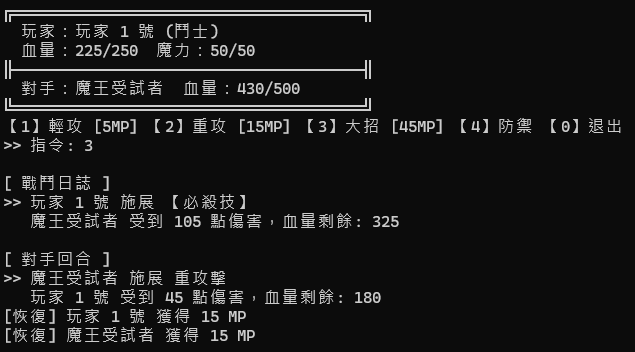 玩家：玩家 1 號 (鬥士)
血量：225/250 魔力：50/50
對手：魔王受試者 血量：430/500
【1】輕攻 [5MP] 【2】重攻 [15MP] 【3】大招 [45MP] 【4】防禦 【0】退出
>> 指令: 3
[ 戰鬥日誌 ]
>> 玩家 1 號 施展 【必殺技】
魔王受試者 受到 105 點傷害，血量剩餘: 325
[ 對手回合 ]
>> 魔王受試者 施展 重攻擊
玩家 1 號 受到 45 點傷害，血量剩餘: 180
[恢復] 玩家 1 號 獲得 15 MP
[恢復] 魔王受試者 獲得 15 MP